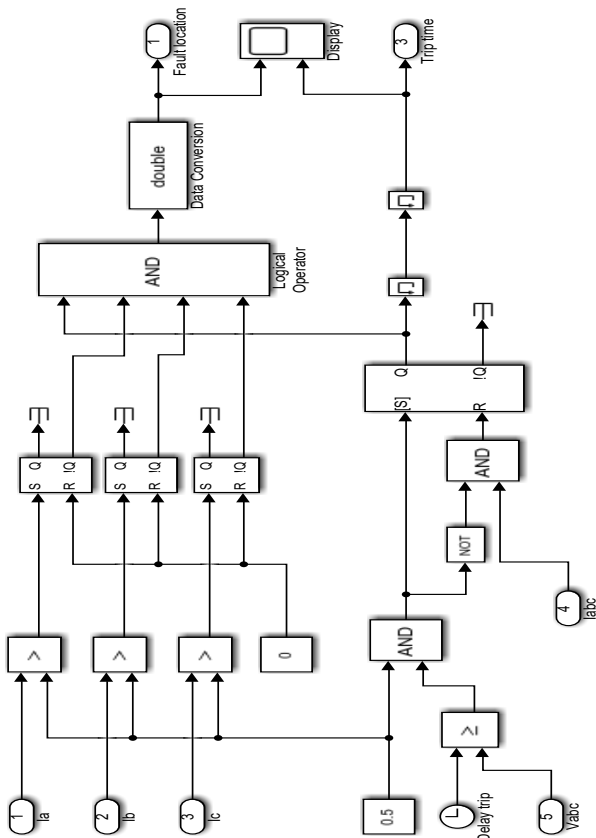 1
Ia
>
S Q
R !Q
2
Ib
>
S Q
R !Q
3
Ic
>
S Q
R !Q
0
AND
Logical
Operator
double
Data Conversion
1
Fault location
Display
0.5
AND
[S] Q
R !Q
3
Trip time
Delay trip
≥
NOT
AND
4
Iabc
5
Vabc